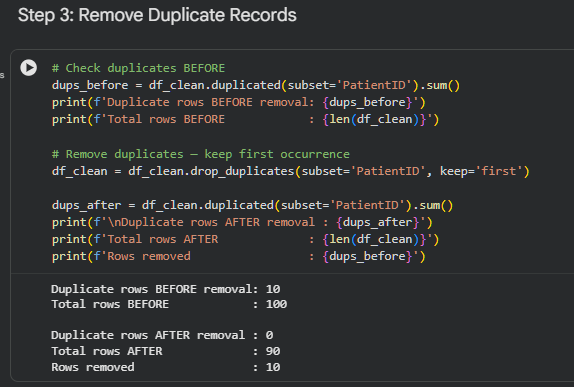 Step 3: Remove Duplicate Records
s
# Check duplicates BEFORE
dups_before = df_clean.duplicated(subset='PatientID').sum()
print(f'Duplicate rows BEFORE removal: {dups_before}')
print(f'Total rows BEFORE            : {len(df_clean)}')

# Remove duplicates — keep first occurrence
df_clean = df_clean.drop_duplicates(subset='PatientID', keep='first')

dups_after = df_clean.duplicated(subset='PatientID').sum()
print(f'\nDuplicate rows AFTER removal : {dups_after}')
print(f'Total rows AFTER             : {len(df_clean)}')
print(f'Rows removed                 : {dups_before}')

Duplicate rows BEFORE removal: 10
Total rows BEFORE            : 100

Duplicate rows AFTER removal : 0
Total rows AFTER             : 90
Rows removed                 : 10